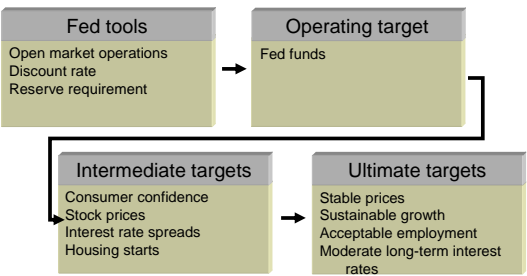 Fed tools
Open market operations
Discount rate
Reserve requirement
Operating target
Fed funds
Intermediate targets
Consumer confidence
Stock prices
Interest rate spreads
Housing starts
Ultimate targets
Stable prices
Sustainable growth
Acceptable employment
Moderate long-term interest
rates